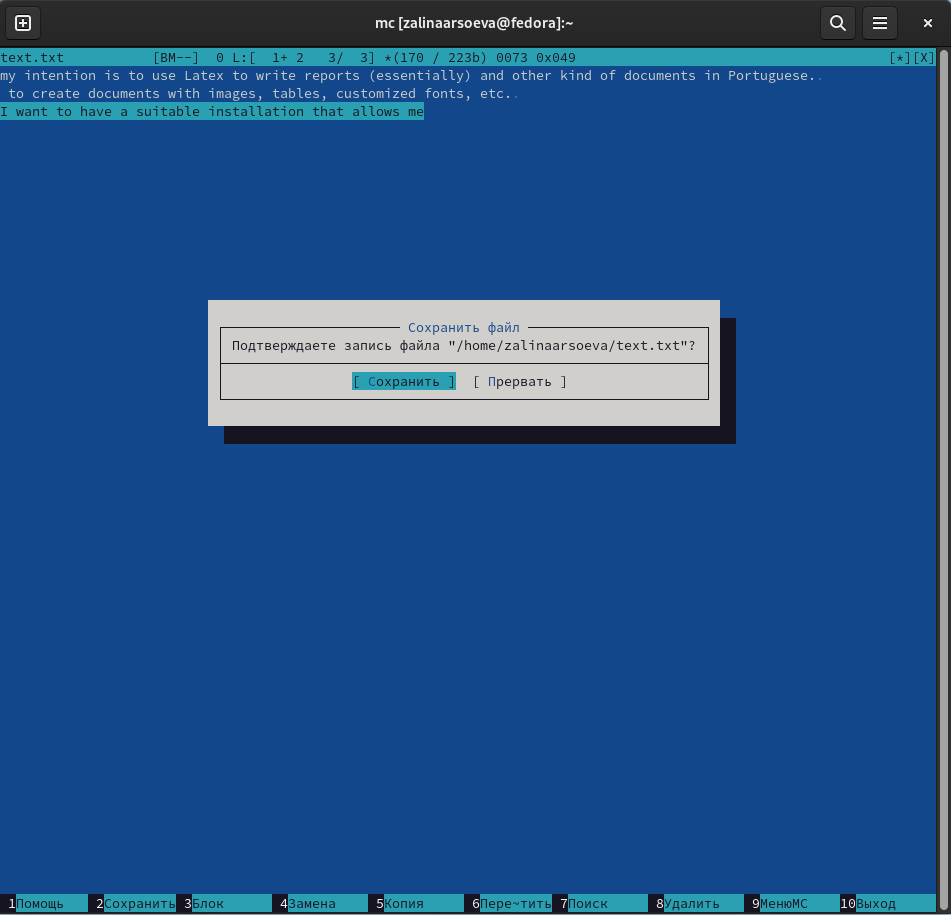 mc [zalinaarsoeva@fedora]:~
text.txt [BM--] 0 L:[ 1+ 2 3/ 3] *(170 / 223b) 0073 0x049 [*][X]
my intention is to use Latex to write reports (essentially) and other kind of documents in Portuguese..
to create documents with images, tables, customized fonts, etc..
I want to have a suitable installation that allows me
Сохранить файл
Подтверждаете запись файла "/home/zalinaarsoeva/text.txt"?
[ Сохранить ] [ Прервать ]
1Помощь 2Сохранить 3Блок 4Замена 5Копия 6Пере~тить 7Поиск 8Удалить 9МенюMC 10Выход